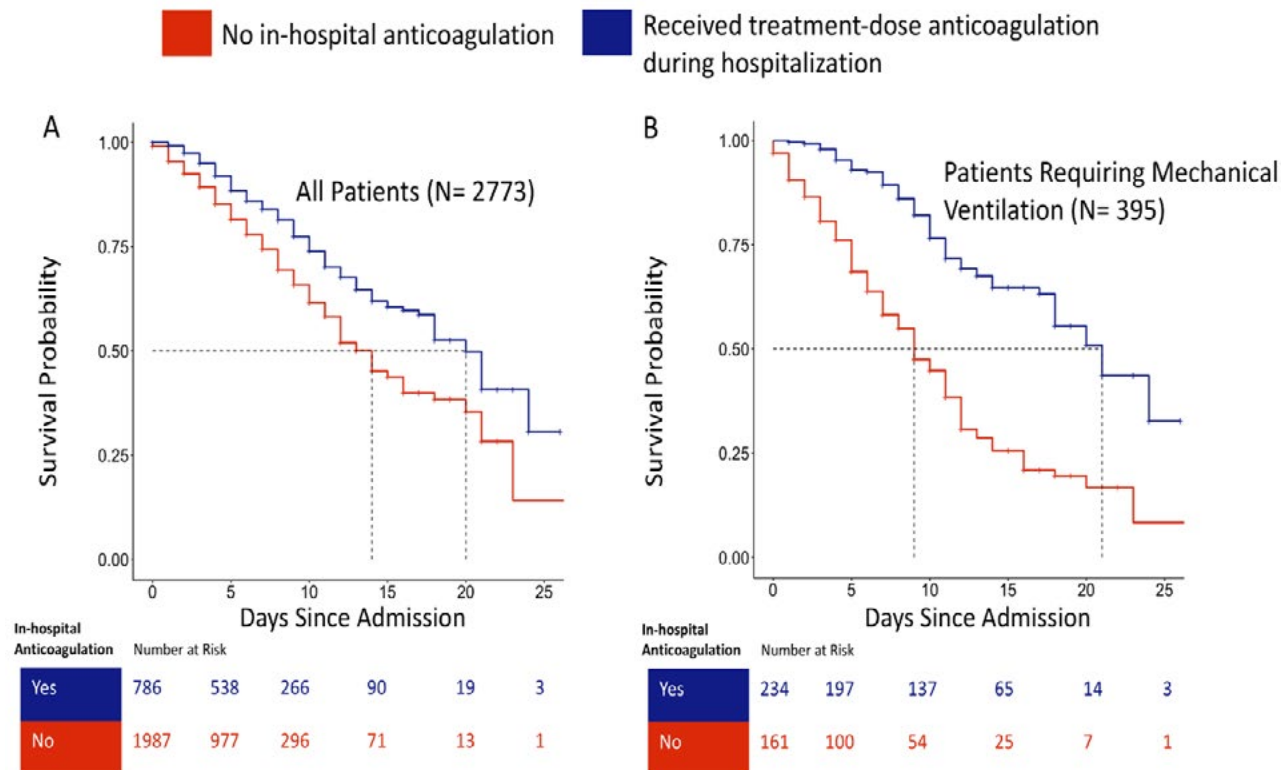 No in-hospital anticoagulation
Received treatment-dose anticoagulation
during hospitalization
A
All Patients (N= 2773)
Survival Probability
1.00
0.75
0.50
0.25
0.00
0 5 10 15 20 25
Days Since Admission
In-hospital
Anticoagulation Number at Risk
Yes 786 538 266 90 19 3
No 1987 977 296 71 13 1
B
Patients Requiring Mechanical
Ventilation (N= 395)
Survival Probability
1.00
0.75
0.50
0.25
0.00
0 5 10 15 20 25
Days Since Admission
In-hospital
Anticoagulation Number at Risk
Yes 234 197 137 65 14 3
No 161 100 54 25 7 1